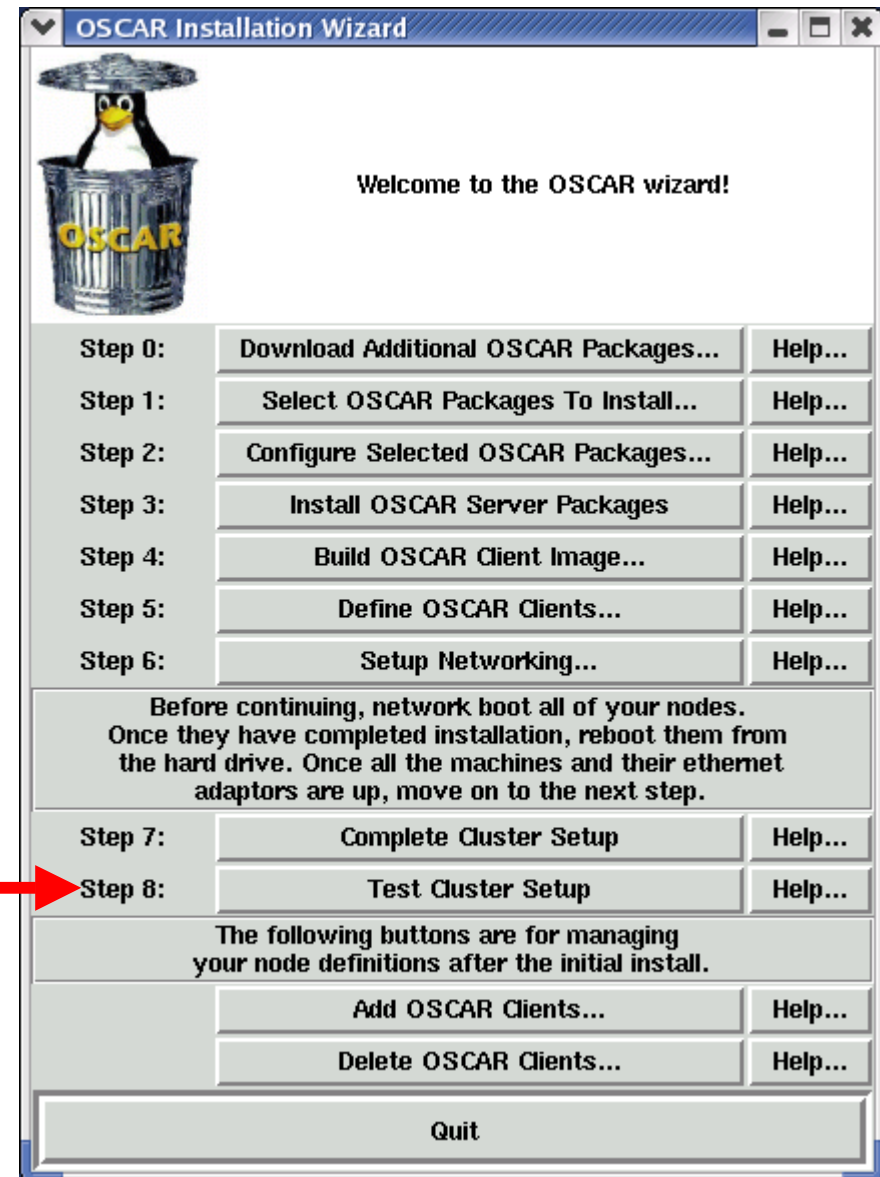 OSCAR Installation Wizard
OSCAR
Welcome to the OSCAR wizard!
Step 0: Download Additional OSCAR Packages... Help...
Step 1: Select OSCAR Packages To Install... Help...
Step 2: Configure Selected OSCAR Packages... Help...
Step 3: Install OSCAR Server Packages Help...
Step 4: Build OSCAR Client Image... Help...
Step 5: Define OSCAR Clients... Help...
Step 6: Setup Networking... Help...
Before continuing, network boot all of your nodes.
Once they have completed installation, reboot them from
the hard drive. Once all the machines and their ethernet
adaptors are up, move on to the next step.
Step 7: Complete Cluster Setup Help...
Step 8: Test Cluster Setup Help...
The following buttons are for managing
your node definitions after the initial install.
Add OSCAR Clients... Help...
Delete OSCAR Clients... Help...
Quit